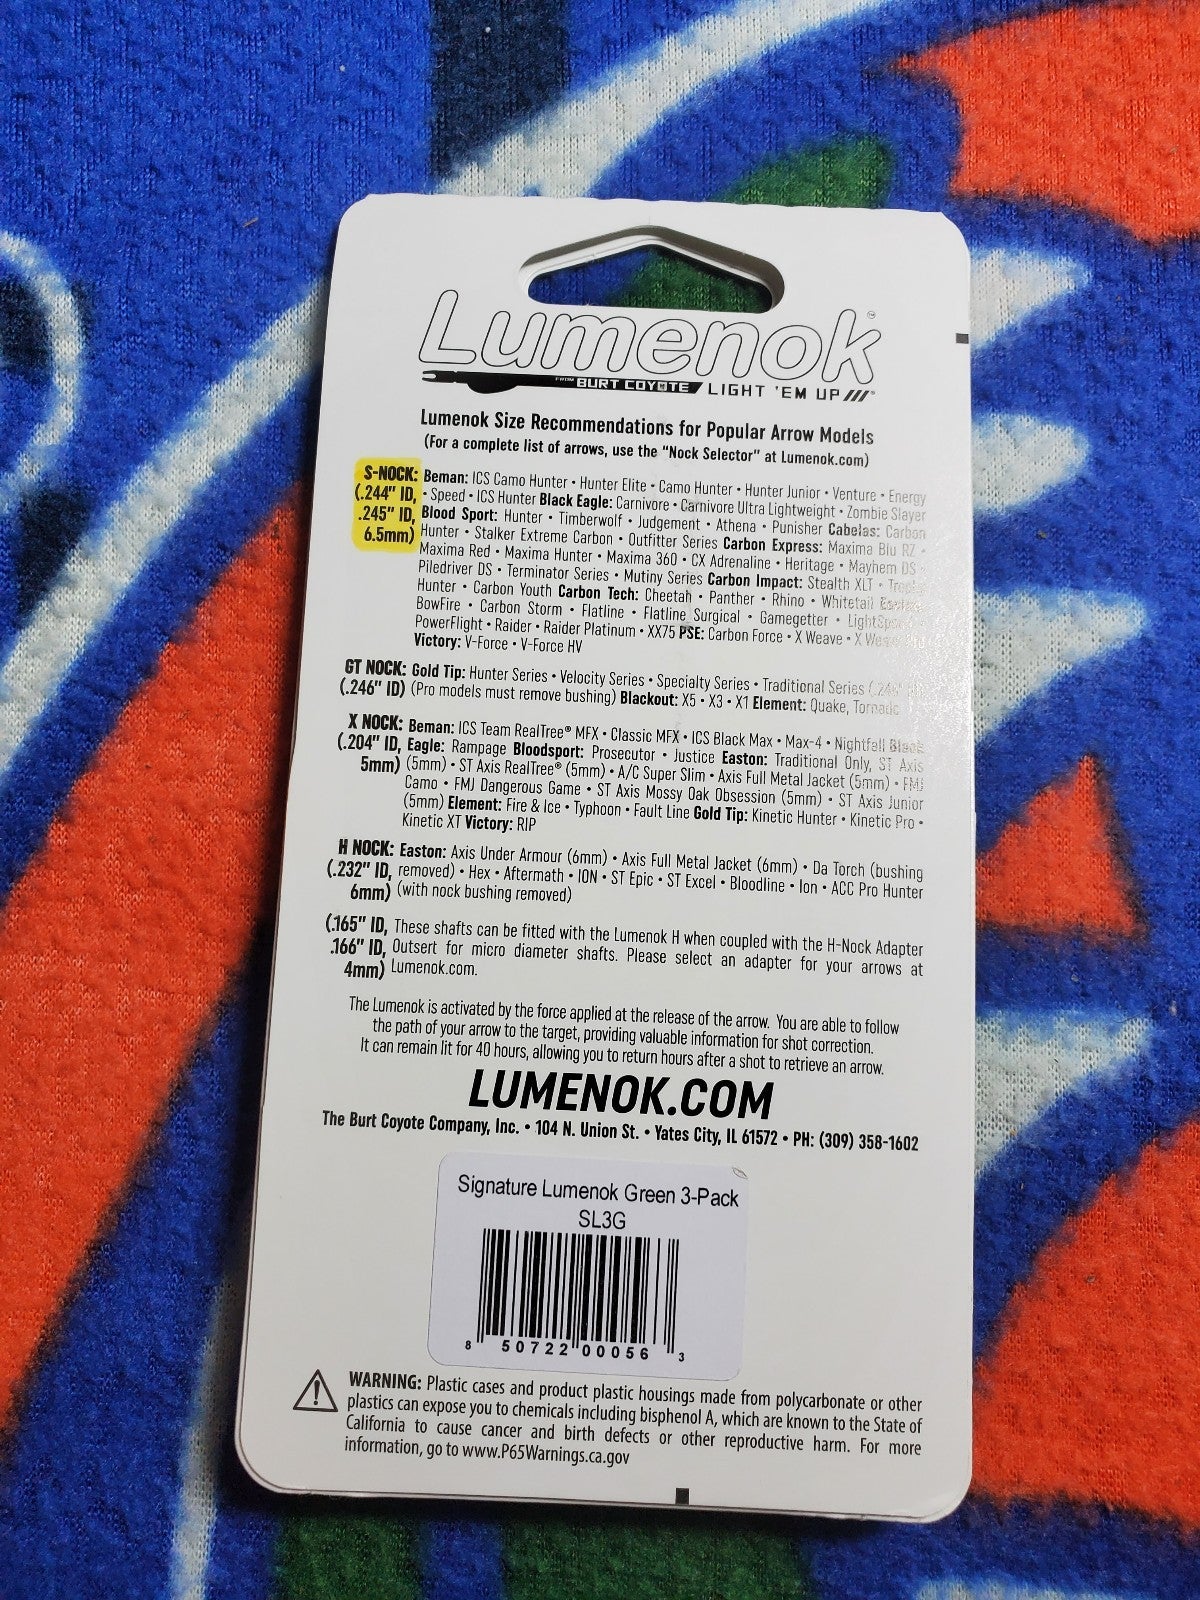 Lumenok™
FROM BURT COYOTE LIGHT 'EM UP///®
Lumenok Size Recommendations for Popular Arrow Models
(For a complete list of arrows, use the "Nock Selector" at Lumenok.com)
S-NOCK: Beman: ICS Camo Hunter • Hunter Elite • Camo Hunter • Hunter Junior • Venture • Energy
(.244" ID, • Speed • ICS Hunter Black Eagle: Carnivore • Carnivore Ultra Lightweight • Zombie Slayer
.245" ID, Blood Sport: Hunter • Timberwolf • Judgement • Athena • Punisher Cabelas: Carbon
6.5mm) Hunter • Stalker Extreme Carbon • Outfitter Series Carbon Express: Maxima Blu RZ •
Maxima Red • Maxima Hunter • Maxima 360 • CX Adrenaline • Heritage • Mayhem DS •
Piledriver DS • Terminator Series • Mutiny Series Carbon Impact: Stealth XLT •
Hunter • Carbon Youth Carbon Tech: Cheetah • Panther • Rhino • Whitetail Easton:
BowFire • Carbon Storm • Flatline • Flatline Surgical • Gamegetter • LightSpeed •
PowerFlight • Raider • Raider Platinum • XX75 PSE: Carbon Force • X Weave • X Weave
Victory: V-Force • V-Force HV
GT NOCK: Gold Tip: Hunter Series • Velocity Series • Specialty Series • Traditional Series (.246"
(.246" ID) (Pro models must remove bushing) Blackout: X5 • X3 • X1 Element: Quake, Tornado
X NOCK: Beman: ICS Team RealTree® MFX • Classic MFX • ICS Black Max • Max-4 • Nightfall Black
(.204" ID, Eagle: Rampage Bloodsport: Prosecutor • Justice Easton: Traditional Only, ST Axis
5mm) (5mm) • ST Axis RealTree® (5mm) • A/C Super Slim • Axis Full Metal Jacket (5mm) • FMJ
Camo • FMJ Dangerous Game • ST Axis Mossy Oak Obsession (5mm) • ST Axis Junior
(5mm) Element: Fire & Ice • Typhoon • Fault Line Gold Tip: Kinetic Hunter • Kinetic Pro •
Kinetic XT Victory: RIP
H NOCK: Easton: Axis Under Armour (6mm) • Axis Full Metal Jacket (6mm) • Da Torch (bushing
(.232" ID, removed) • Hex • Aftermath • ION • ST Epic • ST Excel • Bloodline • Ion • ACC Pro Hunter
6mm) (with nock bushing removed)
(.165" ID, These shafts can be fitted with the Lumenok H when coupled with the H-Nock Adapter
.166" ID, Outsert for micro diameter shafts. Please select an adapter for your arrows at
4mm) Lumenok.com.
The Lumenok is activated by the force applied at the release of the arrow. You are able to follow
the path of your arrow to the target, providing valuable information for shot correction.
It can remain lit for 40 hours, allowing you to return hours after a shot to retrieve an arrow.
LUMENOK.COM
The Burt Coyote Company, Inc. • 104 N. Union St. • Yates City, IL 61572 • PH: (309) 358-1602
Signature Lumenok Green 3-Pack
SL3G
8 50722 00056 3
WARNING: Plastic cases and product plastic housings made from polycarbonate or other
plastics can expose you to chemicals including bisphenol A, which are known to the State of
California to cause cancer and birth defects or other reproductive harm. For more
information, go to www.P65Warnings.ca.gov